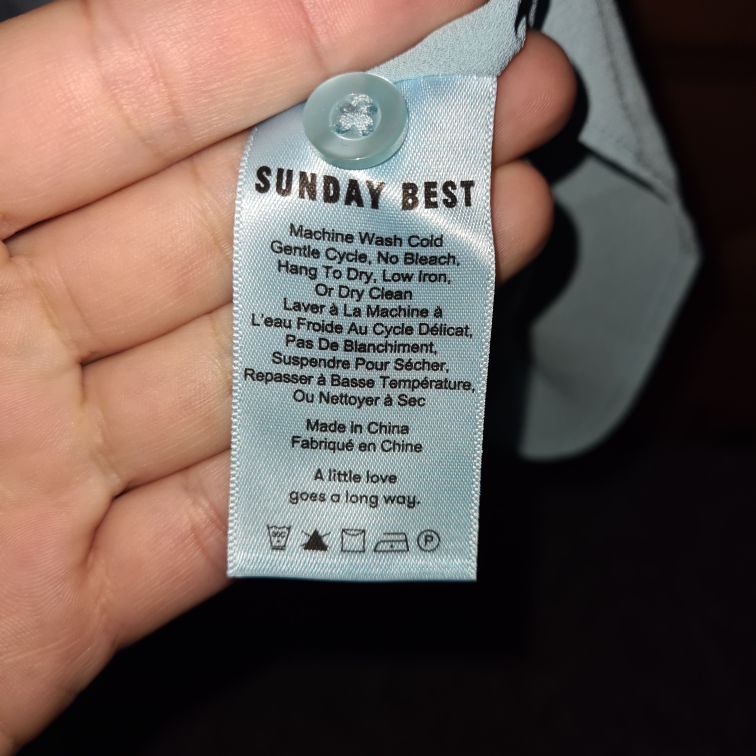 SUNDAY BEST
Machine Wash Cold
Gentle Cycle, No Bleach.
Hang To Dry, Low Iron,
Or Dry Clean
Laver à La Machine à
L'eau Froide Au Cycle Délicat,
Pas De Blanchiment,
Suspendre Pour Sécher,
Repasser à Basse Température,
Ou Nettoyer à Sec
Made in China
Fabriqué en Chine
A little love
goes a long way.
30C P